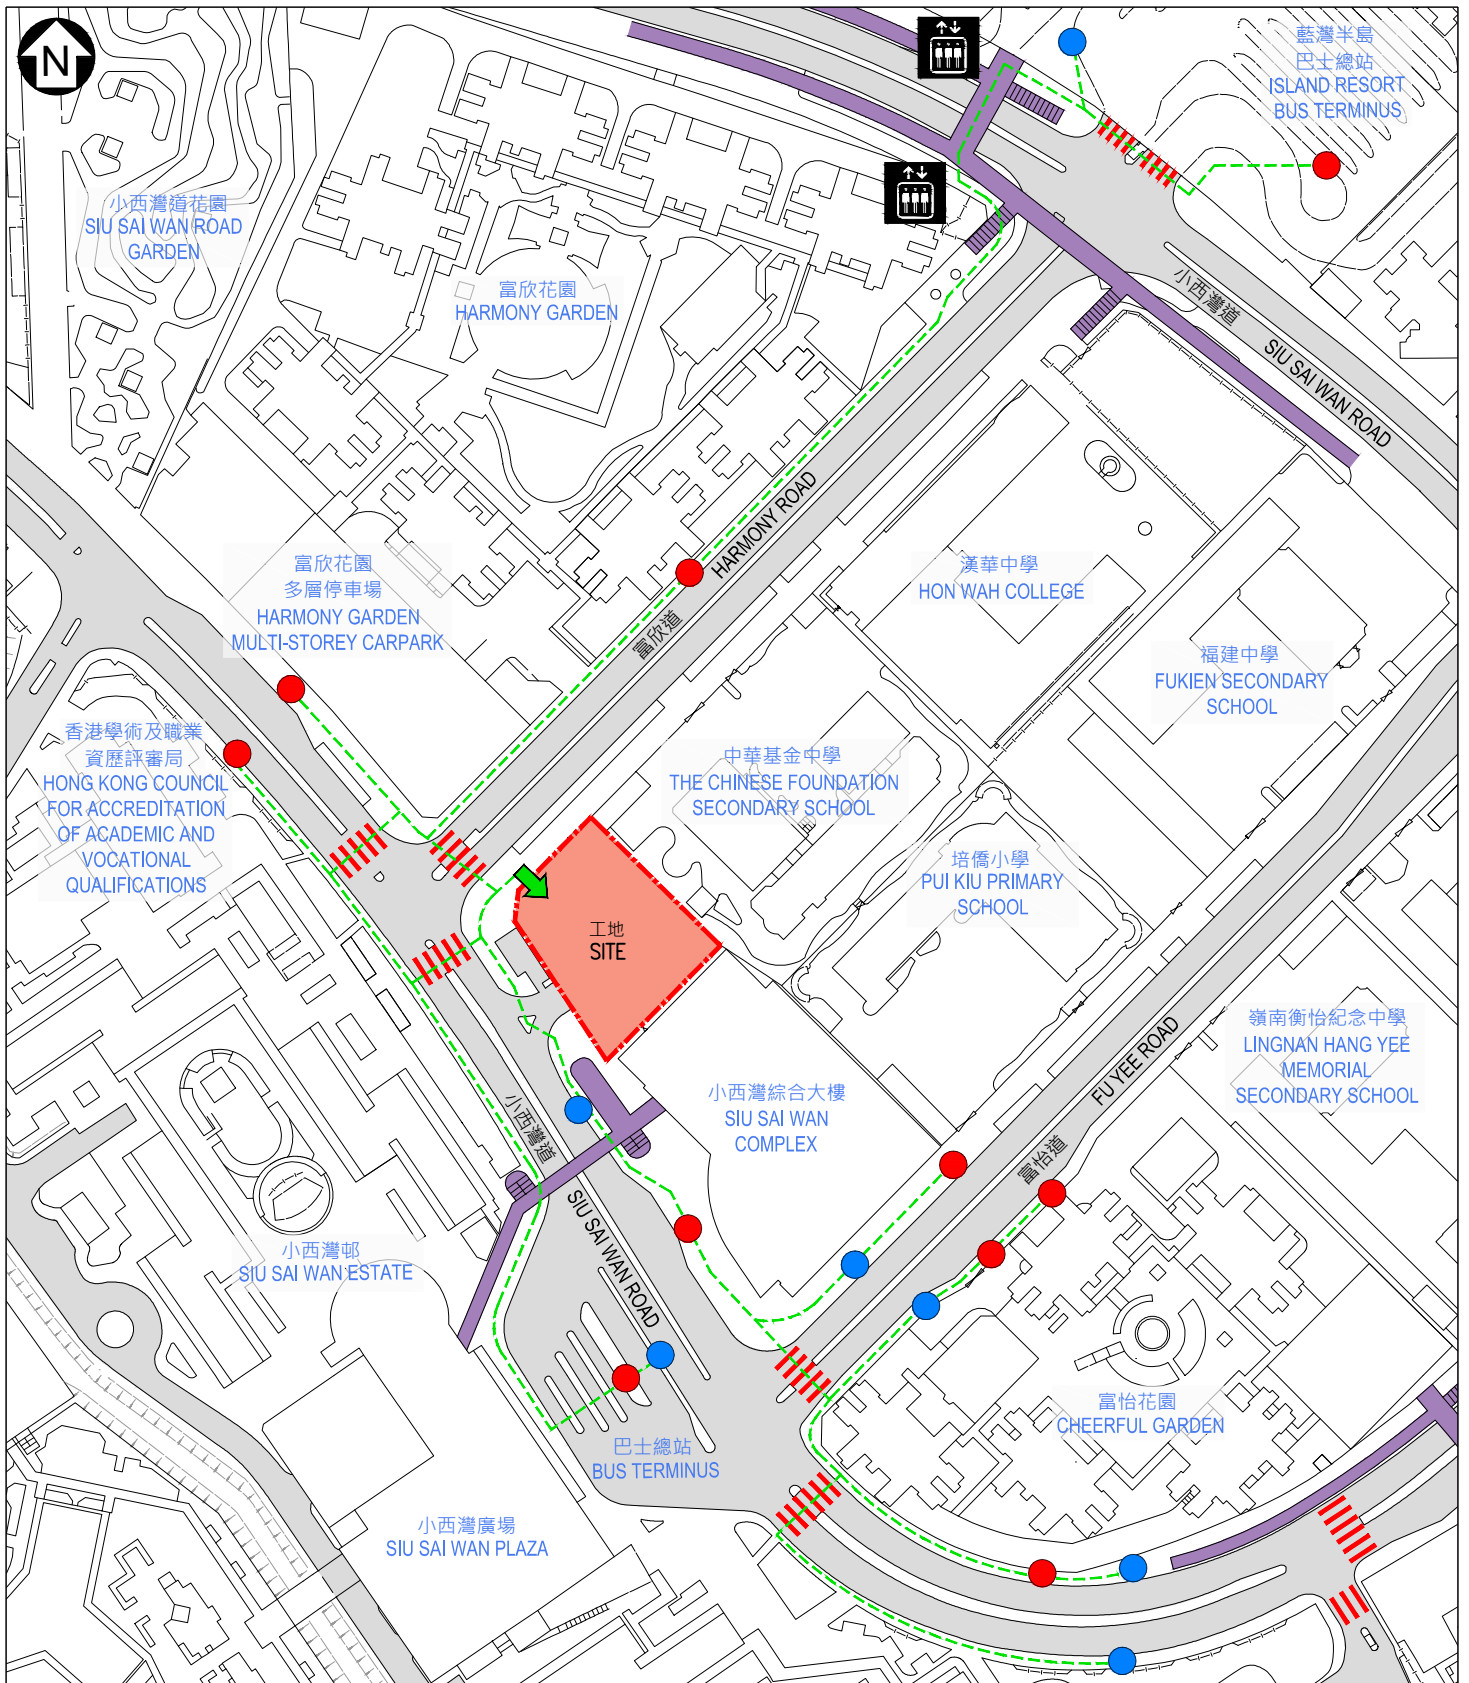 N
藍灣半島
巴士總站
ISLAND RESORT
BUS TERMINUS
小西灣道花園
SIU SAI WAN ROAD
GARDEN
富欣花園
HARMONY GARDEN
小西灣道
SIU SAI WAN ROAD
HARMONY ROAD
富欣道
富欣花園
多層停車場
HARMONY GARDEN
MULTI-STOREY CARPARK
漢華中學
HON WAH COLLEGE
福建中學
FUKIEN SECONDARY
SCHOOL
香港學術及職業
資歷評審局
HONG KONG COUNCIL
FOR ACCREDITATION
OF ACADEMIC AND
VOCATIONAL
QUALIFICATIONS
中華基金中學
THE CHINESE FOUNDATION
SECONDARY SCHOOL
培僑小學
PUI KIU PRIMARY
SCHOOL
工地
SITE
嶺南衡怡紀念中學
LINGNAN HANG YEE
MEMORIAL
SECONDARY SCHOOL
FU YEE ROAD
富怡道
小西灣綜合大樓
SIU SAI WAN
COMPLEX
小西灣道
SIU SAI WAN ROAD
小西灣邨
SIU SAI WAN ESTATE
富怡花園
CHEERFUL GARDEN
巴士總站
BUS TERMINUS
小西灣廣場
SIU SAI WAN PLAZA